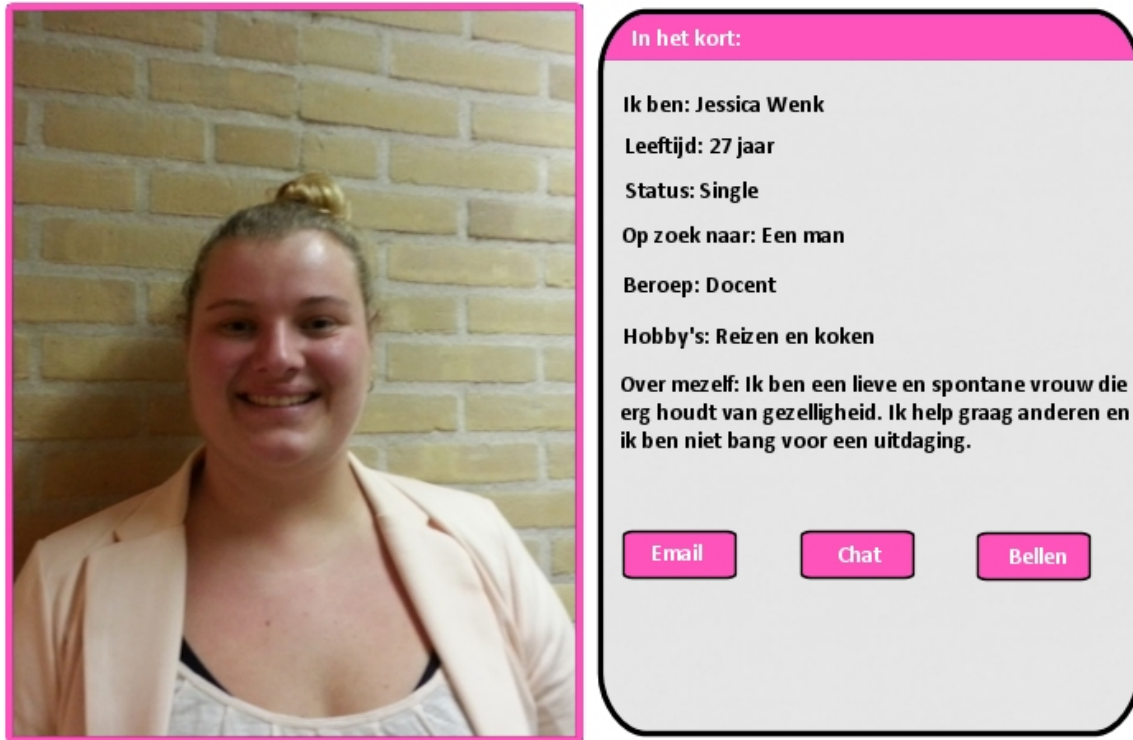 In het kort:
Ik ben: Jessica Wenk
Leeftijd: 27 jaar
Status: Single
Op zoek naar: Een man
Beroep: Docent
Hobby's: Reizen en koken
Over mezelf: Ik ben een lieve en spontane vrouw die
erg houdt van gezelligheid. Ik help graag anderen en
ik ben niet bang voor een uitdaging.
Email Chat Bellen